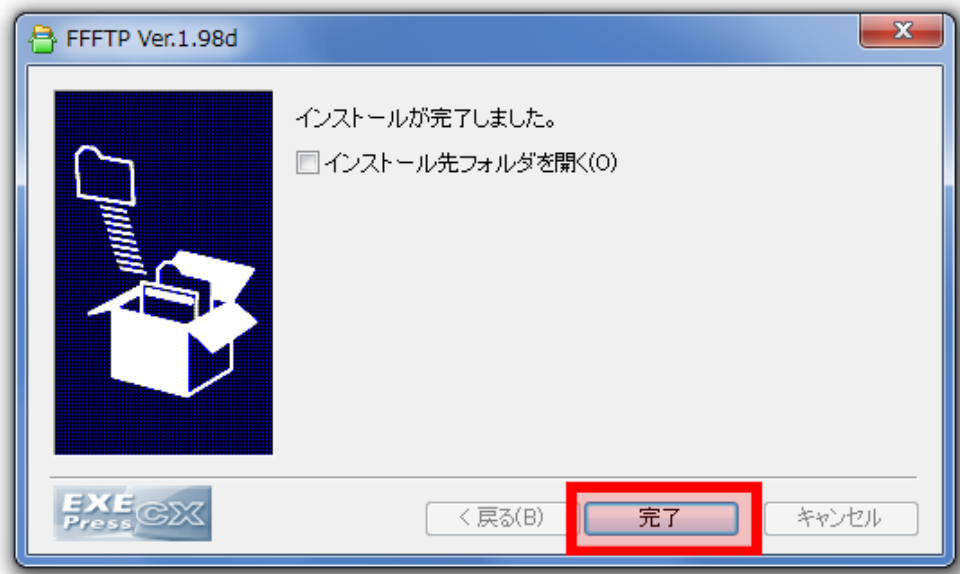 FFFTP Ver.1.98d
インストールが完了しました。
インストール先フォルダを開く(O)
EXE
Press CX
< 戻る(B)
完了
キャンセル